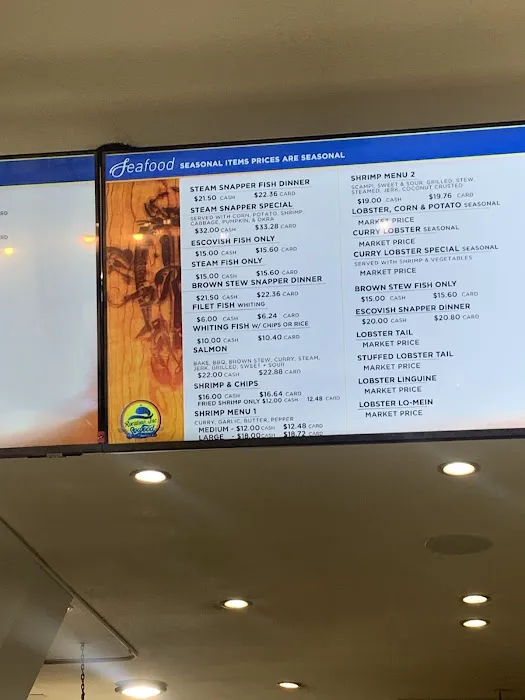 Seafood SEASONAL ITEMS PRICES ARE SEASONAL
STEAM SNAPPER FISH DINNER
$21.50 CASH $22.36 CARD
STEAM SNAPPER SPECIAL
SERVED WITH CORN, POTATO, SHRIMP,
CABBAGE, PUMPKIN, & OKRA
$32.00 CASH $33.28 CARD
ESCOVISH FISH ONLY
$15.00 CASH $15.60 CARD
STEAM FISH ONLY
$15.00 CASH $15.60 CARD
BROWN STEW SNAPPER DINNER
$21.50 CASH $22.36 CARD
FILET FISH WHITING
$6.00 CASH $6.24 CARD
WHITING FISH W/ CHIPS OR RICE
$10.00 CASH $10.40 CARD
SALMON
BAKE, BBQ, BROWN STEW, CURRY, STEAM,
JERK, GRILLED, SWEET + SOUR
$22.00 CASH $22.88 CARD
SHRIMP & CHIPS
$16.00 CASH $16.64 CARD
FRIED SHRIMP ONLY $12.00 CASH 12.48 CARD
SHRIMP MENU 1
CURRY, GARLIC, BUTTER, PEPPER
MEDIUM - $12.00 CASH $12.48 CARD
LARGE - $18.00 CASH $18.72 CARD
SHRIMP MENU 2
SCAMPI, SWEET & SOUR, GRILLED, STEW,
STEAMED, JERK, COCONUT CRUSTED
$19.00 CASH $19.76 CARD
LOBSTER, CORN & POTATO SEASONAL
MARKET PRICE
CURRY LOBSTER SEASONAL
MARKET PRICE
CURRY LOBSTER SPECIAL SEASONAL
SERVED WITH SHRIMP & VEGETABLES
MARKET PRICE
BROWN STEW FISH ONLY
$15.00 CASH $15.60 CARD
ESCOVISH SNAPPER DINNER
$20.00 CASH $20.80 CARD
LOBSTER TAIL
MARKET PRICE
STUFFED LOBSTER TAIL
MARKET PRICE
LOBSTER LINGUINE
MARKET PRICE
LOBSTER LO-MEIN
MARKET PRICE